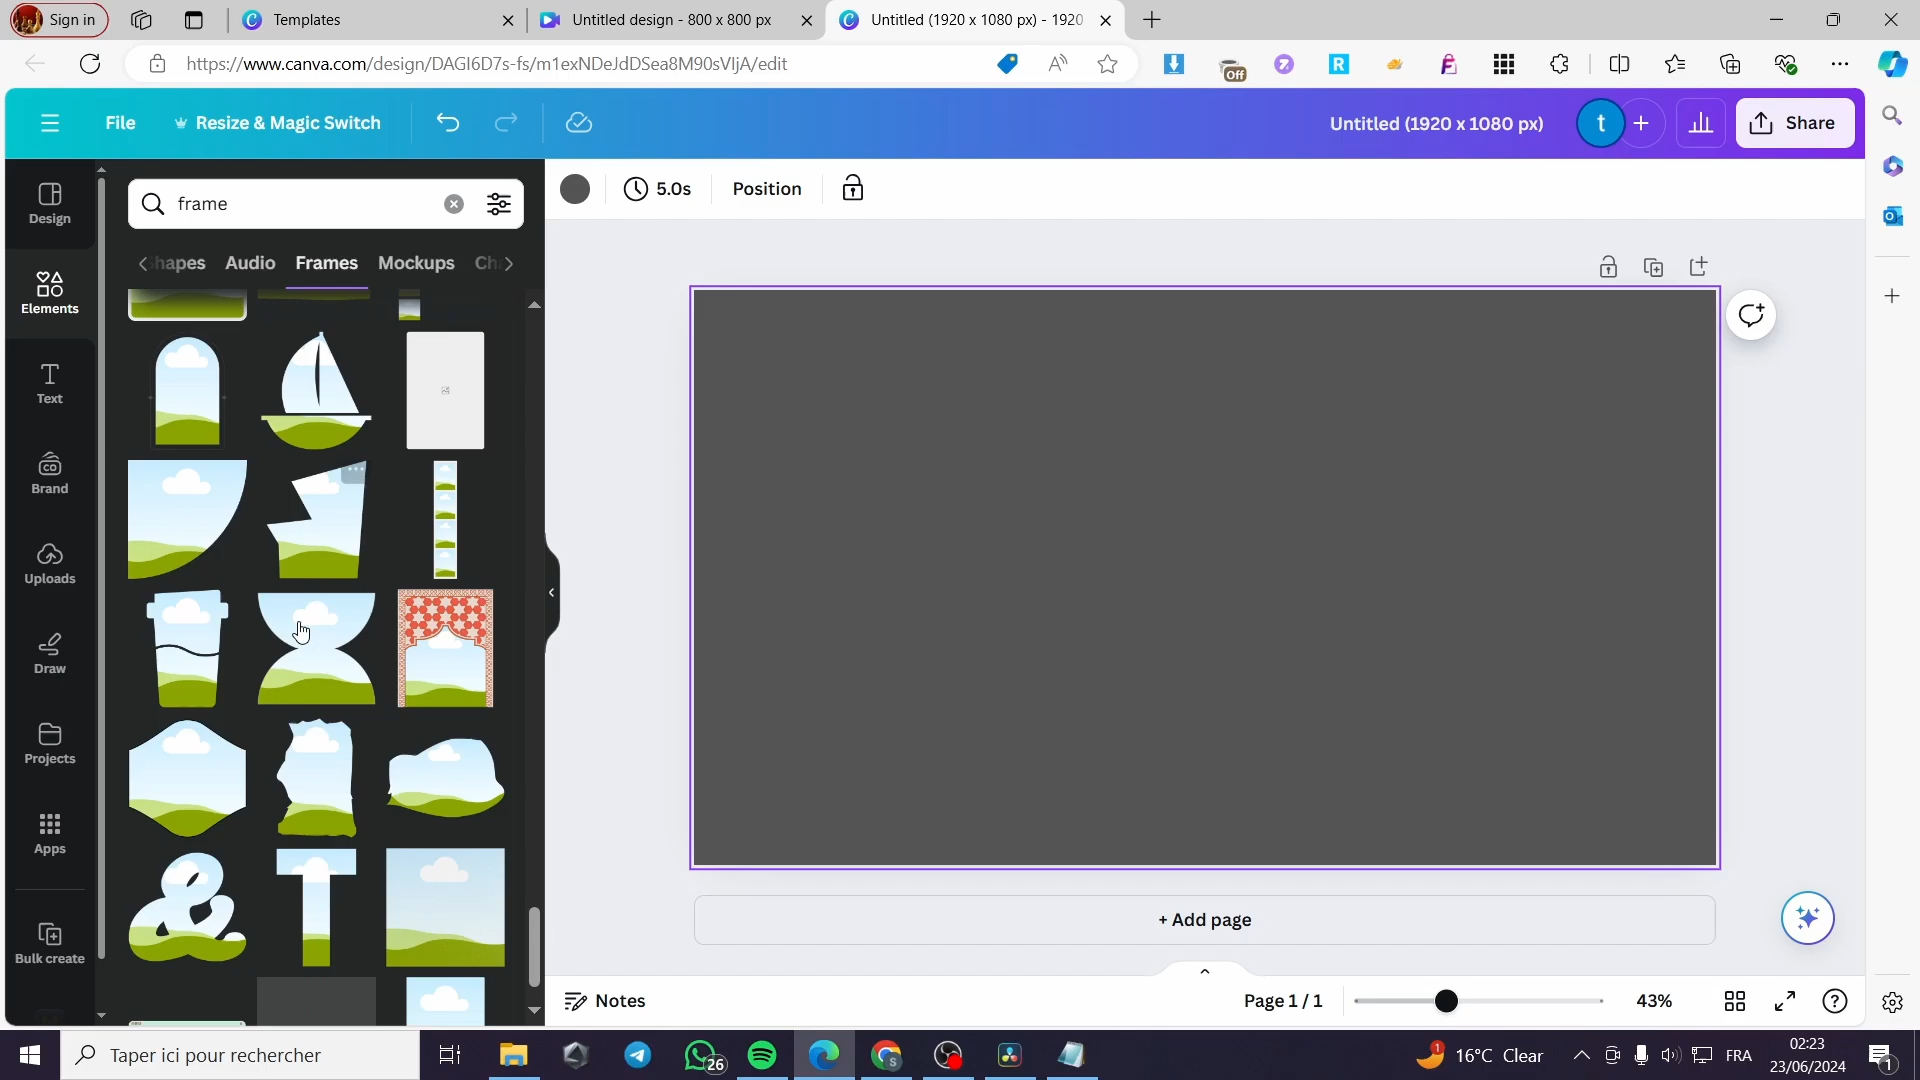 Sign in
Templates
Untitled design - 800 x 800 px
Untitled (1920 x 1080 px) - 1920
https://www.canva.com/design/DAGI6D7s-fs/m1exNDeJdDSea8M90sVljA/edit
Off
File
Resize & Magic Switch
Untitled (1920 x 1080 px)
t
Share
Design
Elements
Text
Brand
Uploads
Draw
Projects
Apps
Bulk create
frame
Shapes
Audio
Frames
Mockups
Ch
5.0s
Position
+ Add page
Notes
Page 1 / 1
43%
Taper ici pour rechercher
26
1
16°C Clear
FRA
02:23
23/06/2024
1